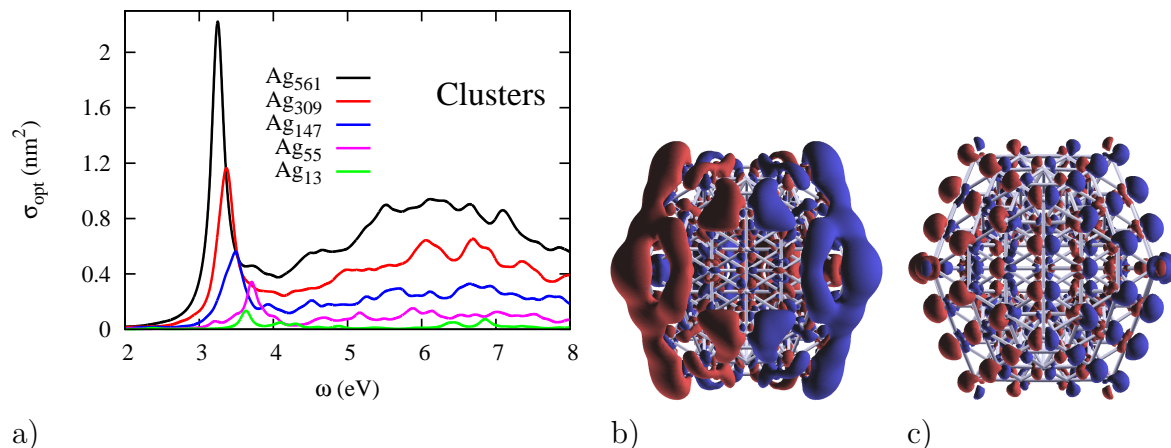 2
1.6
1.2
0.8
0.4
0
σopt (nm²)
Ag561
Ag309
Ag147
Ag55
Ag13
Clusters
2 3 4 5 6 7 8
ω (eV)
a) b) c)